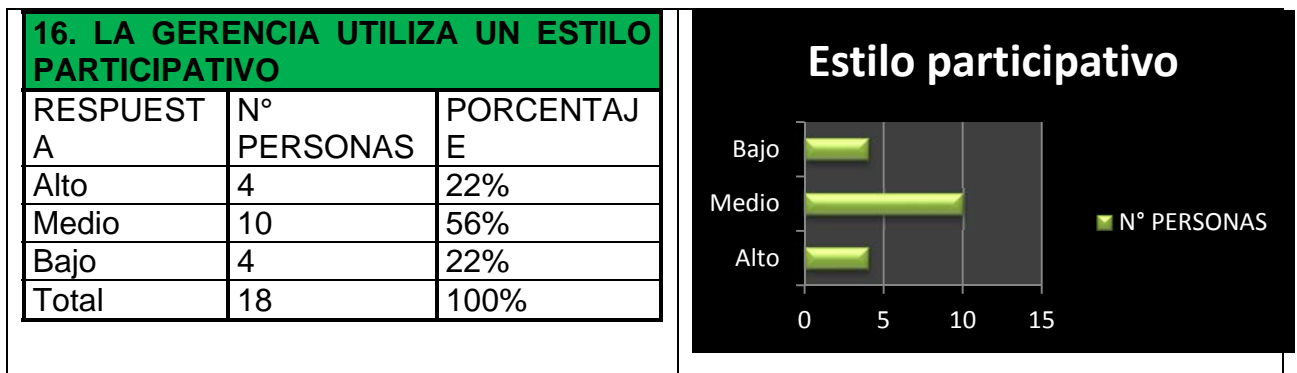 16. LA GERENCIA UTILIZA UN ESTILO
PARTICIPATIVO
RESPUEST
A
N°
PERSONAS
PORCENTAJ
E
Alto 4 22%
Medio 10 56%
Bajo 4 22%
Total 18 100%
Estilo participativo
Bajo
Medio
Alto
0 5 10 15
N° PERSONAS